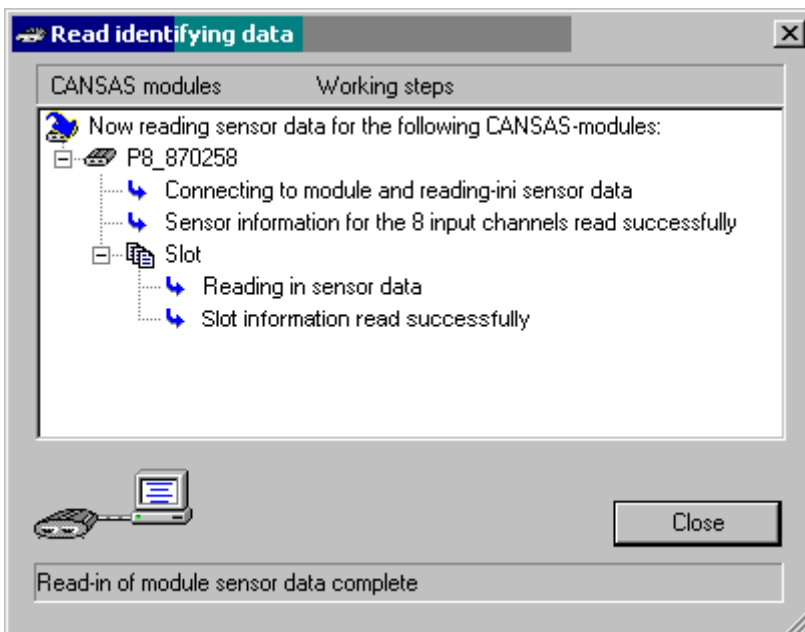 Read identifying data
CANSAS modules Working steps
Now reading sensor data for the following CANSAS-modules:
P8_870258
Connecting to module and reading-ini sensor data
Sensor information for the 8 input channels read successfully
Slot
Reading in sensor data
Slot information read successfully
Close
Read-in of module sensor data complete